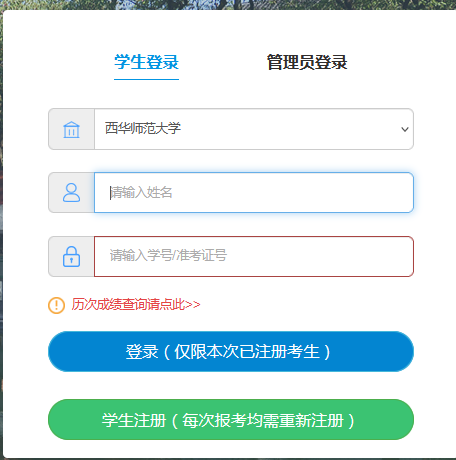 学生登录 管理员登录
西华师范大学
请输入姓名
请输入学号/准考证号
历次成绩查询请点此>>
登录（仅限本次已注册考生）
学生注册（每次报考均需重新注册）